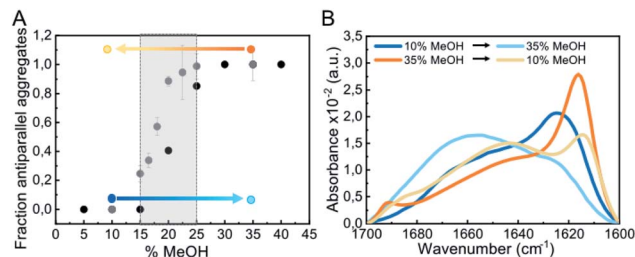 A
Fraction antiparallel aggregates
1,2
1,0
0,8
0,6
0,4
0,2
0,0
0 5 10 15 20 25 30 35 40 45
% MeOH
B
10% MeOH → 35% MeOH
35% MeOH → 10% MeOH
Absorbance x10⁻² (a.u.)
3,5
3,0
2,5
2,0
1,5
1,0
0,5
0,0
1700 1680 1660 1640 1620 1600
Wavenumber (cm⁻¹)